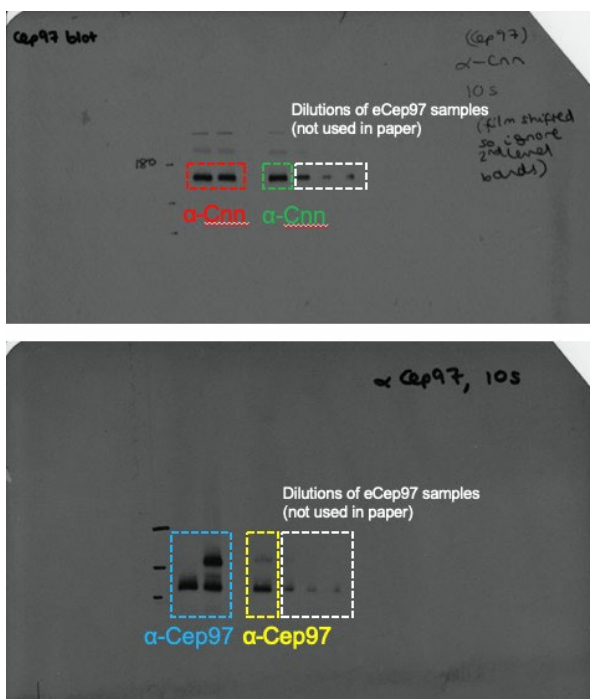 Cep97 blot
(Cep97)
α-Cnn
10s
(film shifted
so ignore
2nd level
bands)
Dilutions of eCep97 samples
(not used in paper)
180
α-Cnn
α-Cnn
α Cep97, 10s
Dilutions of eCep97 samples
(not used in paper)
α-Cep97
α-Cep97